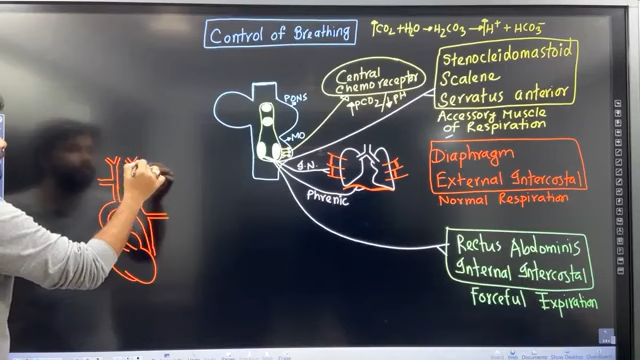 Control of Breathing
↑CO2 + H2O → H2CO3 → ↑H+ + HCO3-
Central
Chemoreceptor
↑PCO2/↓PH
PONS
MO
I.N.
Phrenic
Stenocleidomastoid
Scalene
Serratus anterior
Accessory Muscle
of Respiration
Diaphragm
External Intercostal
Normal Respiration
Rectus Abdominis
Internal Intercostal
Forceful Expiration